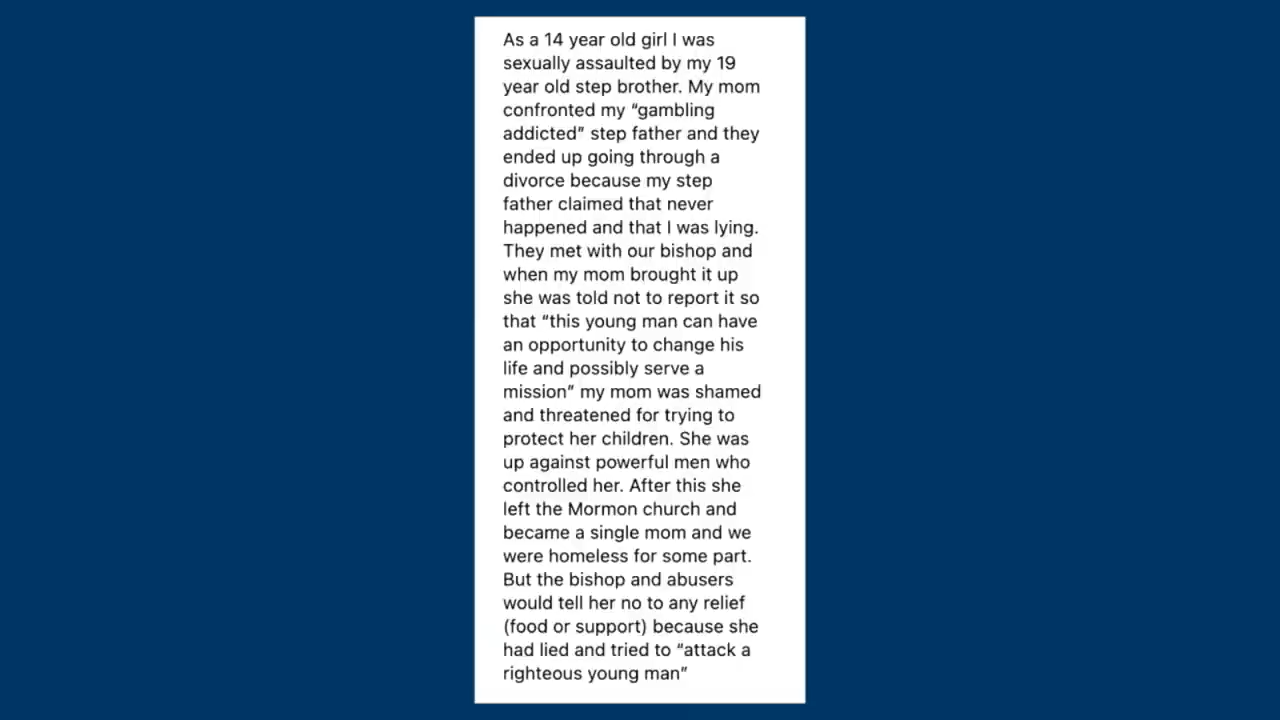 As a 14 year old girl I was
sexually assaulted by my 19
year old step brother. My mom
confronted my “gambling
addicted” step father and they
ended up going through a
divorce because my step
father claimed that never
happened and that I was lying.
They met with our bishop and
when my mom brought it up
she was told not to report it so
that “this young man can have
an opportunity to change his
life and possibly serve a
mission” my mom was shamed
and threatened for trying to
protect her children. She was
up against powerful men who
controlled her. After this she
left the Mormon church and
became a single mom and we
were homeless for some part.
But the bishop and abusers
would tell her no to any relief
(food or support) because she
had lied and tried to “attack a
righteous young man”